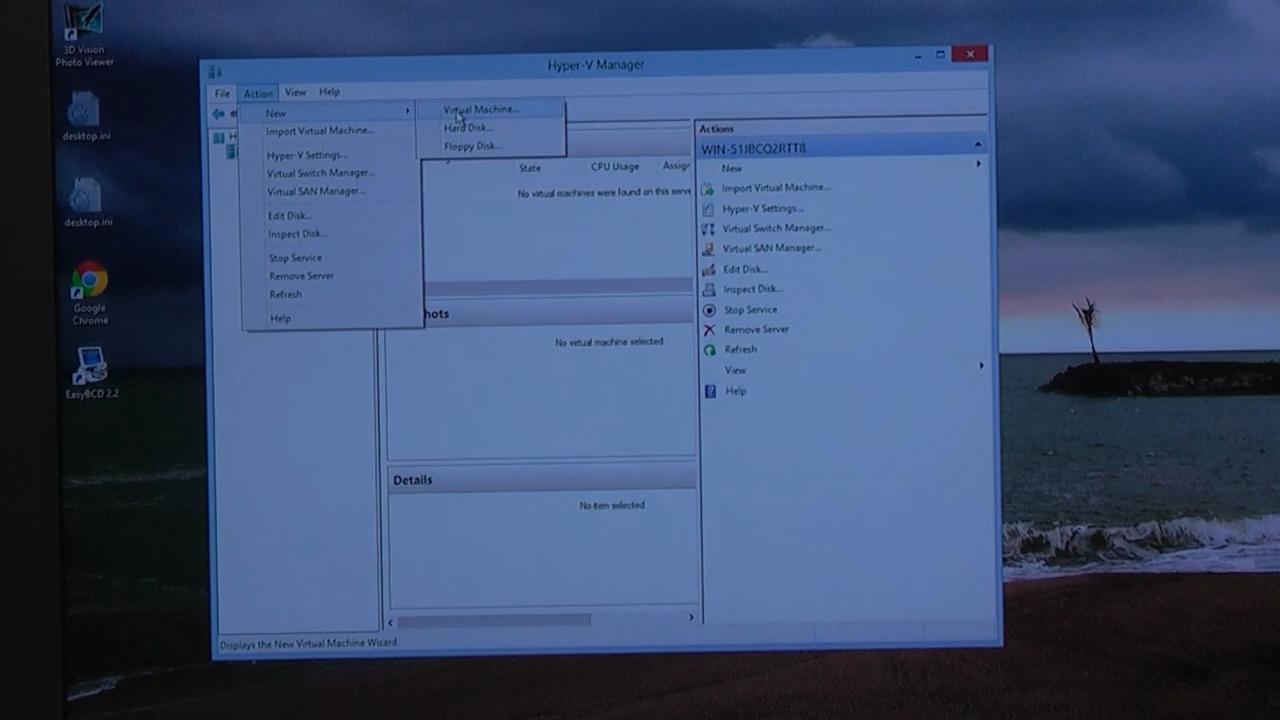 3D Vision
Photo Viewer
desktop.ini
desktop.ini
Google
Chrome
EasyBCD 2.2
Hyper-V Manager
File Action View Help
New
Import Virtual Machine...
Hyper-V Settings...
Virtual Switch Manager...
Virtual SAN Manager...
Edit Disk...
Inspect Disk...
Stop Service
Remove Server
Refresh
Help
Virtual Machine...
Hard Disk...
Floppy Disk...
State CPU Usage Assign
No virtual machines were found on this serve
hots
No virtual machine selected
Details
No item selected
Actions
WIN-S1JBCQ2RTT8
New
Import Virtual Machine...
Hyper-V Settings...
Virtual Switch Manager...
Virtual SAN Manager...
Edit Disk...
Inspect Disk...
Stop Service
Remove Server
Refresh
View
Help
Displays the New Virtual Machine Wizard.